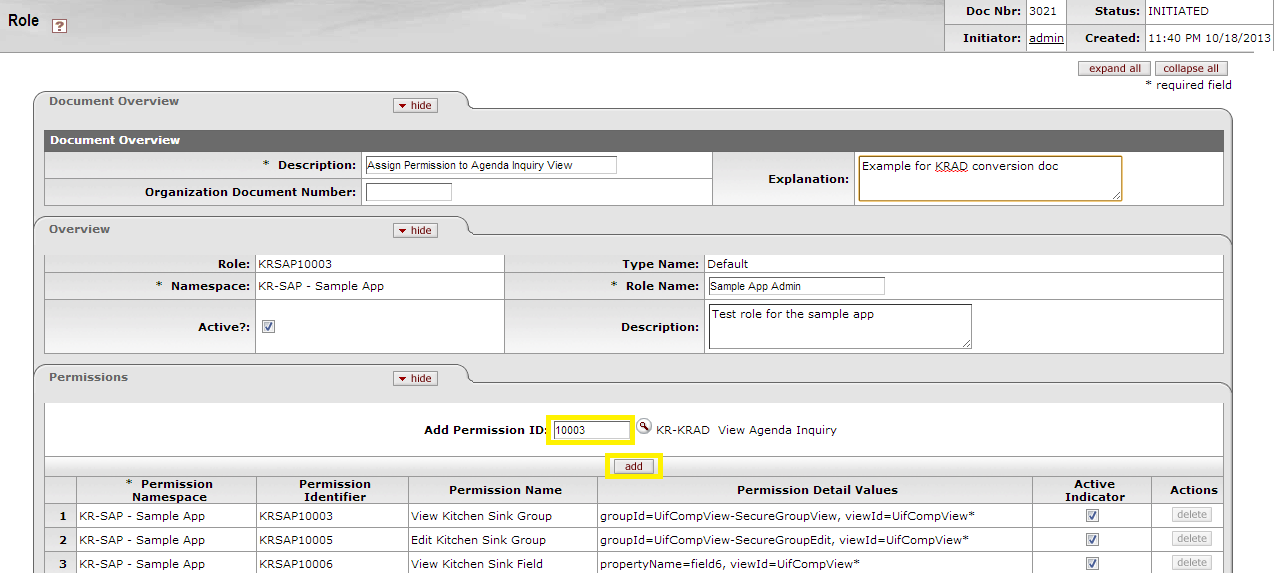 Role ?
Doc Nbr: 3021 Status: INITIATED
Initiator: admin Created: 11:40 PM 10/18/2013
expand all collapse all
* required field
Document Overview hide
Document Overview
* Description: Assign Permission to Agenda Inquiry View
Explanation: Example for KRAD conversion doc
Organization Document Number:
Overview hide
Role: KRSAP10003 Type Name: Default
* Namespace: KR-SAP - Sample App * Role Name: Sample App Admin
Active?: Description: Test role for the sample app
Permissions hide
Add Permission ID: 10003 KR-KRAD View Agenda Inquiry
add
* Permission Namespace Permission Identifier Permission Name Permission Detail Values Active Indicator Actions
1 KR-SAP - Sample App KRSAP10003 View Kitchen Sink Group groupId=UifCompView-SecureGroupView, viewId=UifCompView* delete
2 KR-SAP - Sample App KRSAP10005 Edit Kitchen Sink Group groupId=UifCompView-SecureGroupEdit, viewId=UifCompView* delete
3 KR-SAP - Sample App KRSAP10006 View Kitchen Sink Field propertyName=field6, viewId=UifCompView* delete